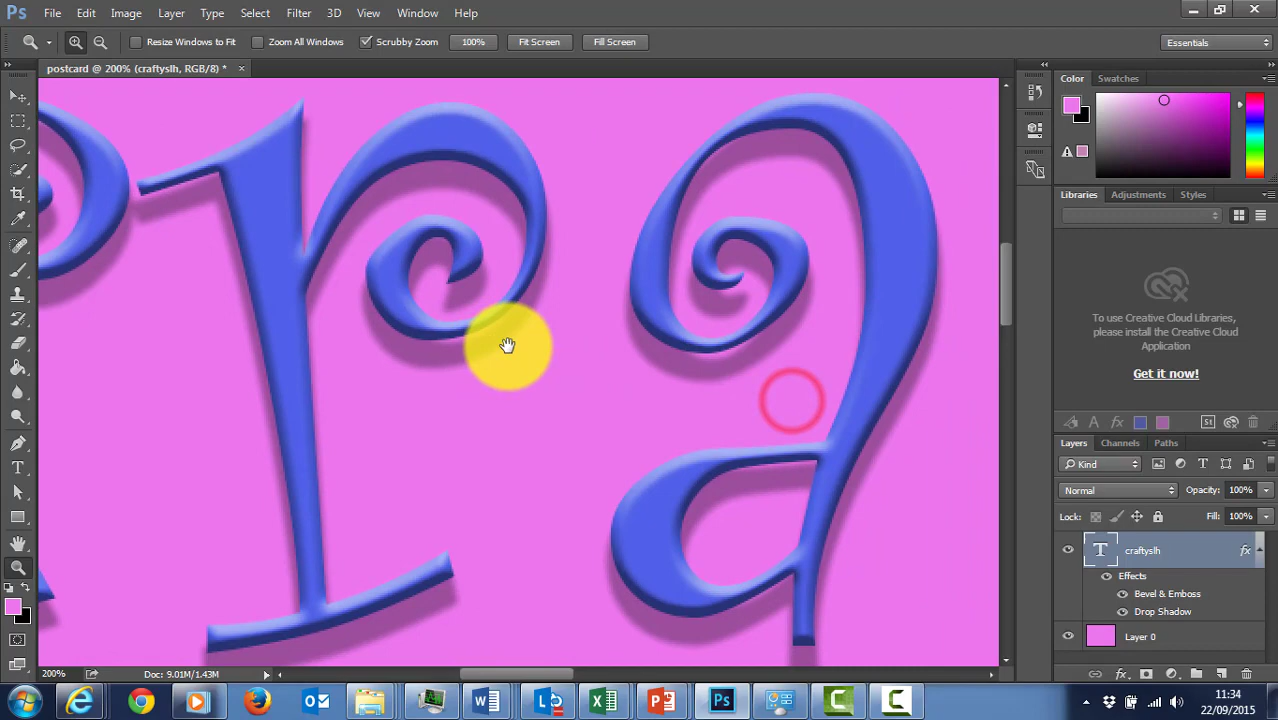 Ps File Edit Image Layer Type Select Filter 3D View Window Help
Resize Windows to Fit Zoom All Windows Scrubby Zoom 100% Fit Screen Fill Screen Essentials
postcard @ 200% (craftyslh, RGB/8) * ×
Color Swatches
r a
Libraries Adjustments Styles
To use Creative Cloud Libraries,
please install the Creative Cloud
Application
Get it now!
Layers Channels Paths
Kind
Normal Opacity: 100%
Lock: Fill: 100%
T craftyslh fx
Effects
Bevel & Emboss
Drop Shadow
Layer 0
200% Doc: 9.01M/1.43M
11:34
22/09/2015